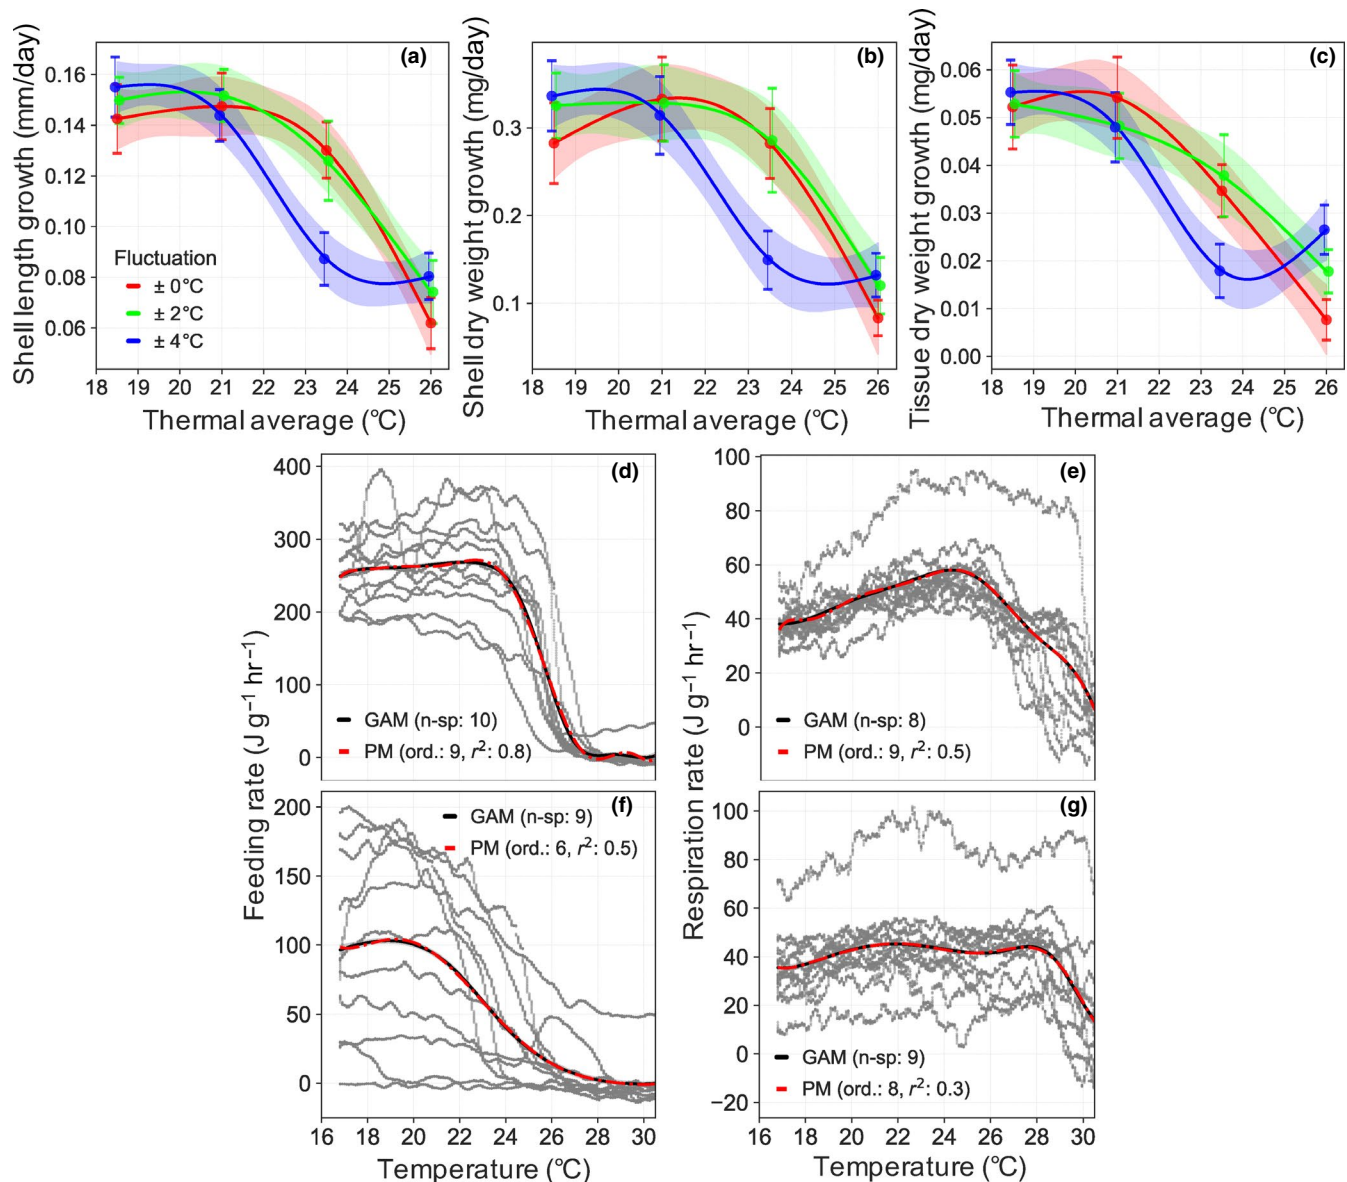 (a)
Shell length growth (mm/day)
0.16
0.14
0.12
0.10
0.08
0.06
Fluctuation
± 0°C
± 2°C
± 4°C
18 19 20 21 22 23 24 25 26
Thermal average (°C)
(b)
Shell dry weight growth (mg/day)
0.3
0.2
0.1
18 19 20 21 22 23 24 25 26
Thermal average (°C)
(c)
Tissue dry weight growth (mg/day)
0.06
0.05
0.04
0.03
0.02
0.01
0.00
18 19 20 21 22 23 24 25 26
Thermal average (°C)
(d)
400
300
200
100
0
GAM (n-sp: 10)
PM (ord.: 9, r²: 0.8)
Feeding rate (J g⁻¹ hr⁻¹)
(e)
100
80
60
40
20
0
GAM (n-sp: 8)
PM (ord.: 9, r²: 0.5)
Respiration rate (J g⁻¹ hr⁻¹)
(f)
200
150
100
50
0
GAM (n-sp: 9)
PM (ord.: 6, r²: 0.5)
16 18 20 22 24 26 28 30
Temperature (°C)
(g)
100
80
60
40
20
0
−20
GAM (n-sp: 9)
PM (ord.: 8, r²: 0.3)
16 18 20 22 24 26 28 30
Temperature (°C)